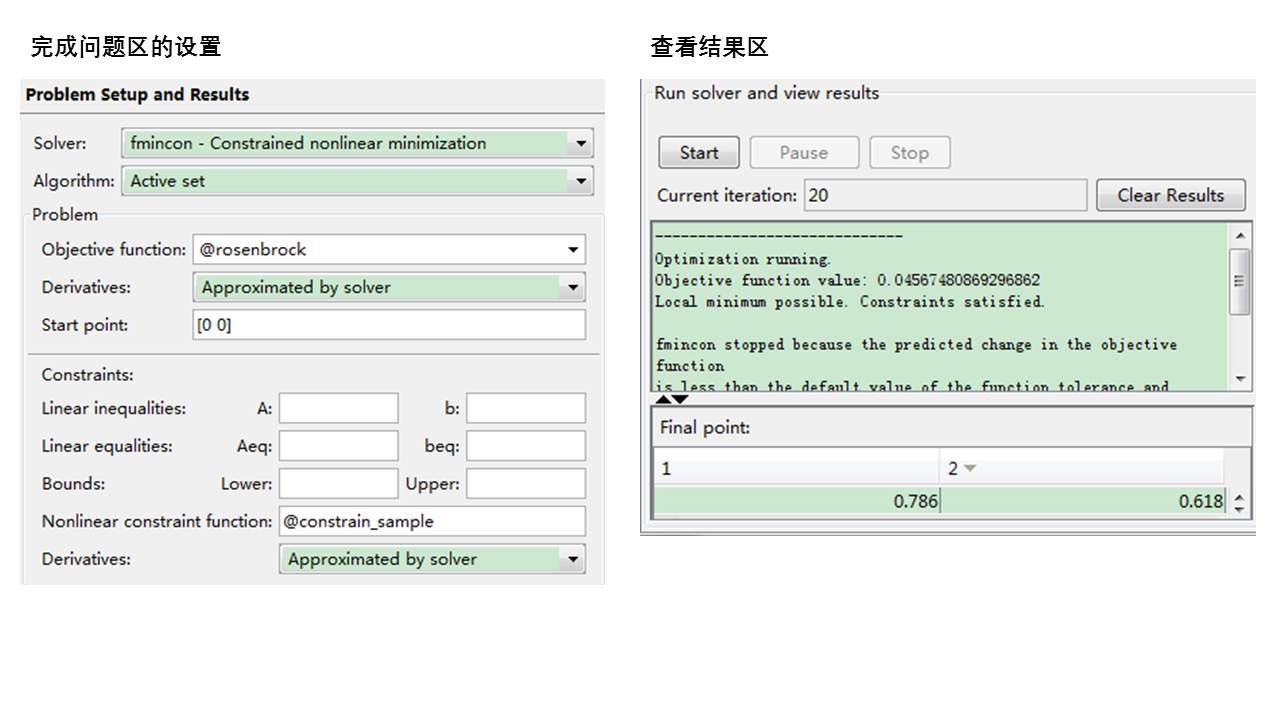 完成问题区的设置
Problem Setup and Results
Solver: fmincon - Constrained nonlinear minimization
Algorithm: Active set
Problem
Objective function: @rosenbrock
Derivatives: Approximated by solver
Start point: [0 0]
Constraints:
Linear inequalities: A: b:
Linear equalities: Aeq: beq:
Bounds: Lower: Upper:
Nonlinear constraint function: @constrain_sample
Derivatives: Approximated by solver
查看结果区
Run solver and view results
Start Pause Stop
Current iteration: 20 Clear Results
-----------------------------
Optimization running.
Objective function value: 0.04567480869296862
Local minimum possible. Constraints satisfied.
fmincon stopped because the predicted change in the objective
function
is less than the default value of the function tolerance and
Final point:
1 2
0.786 0.618